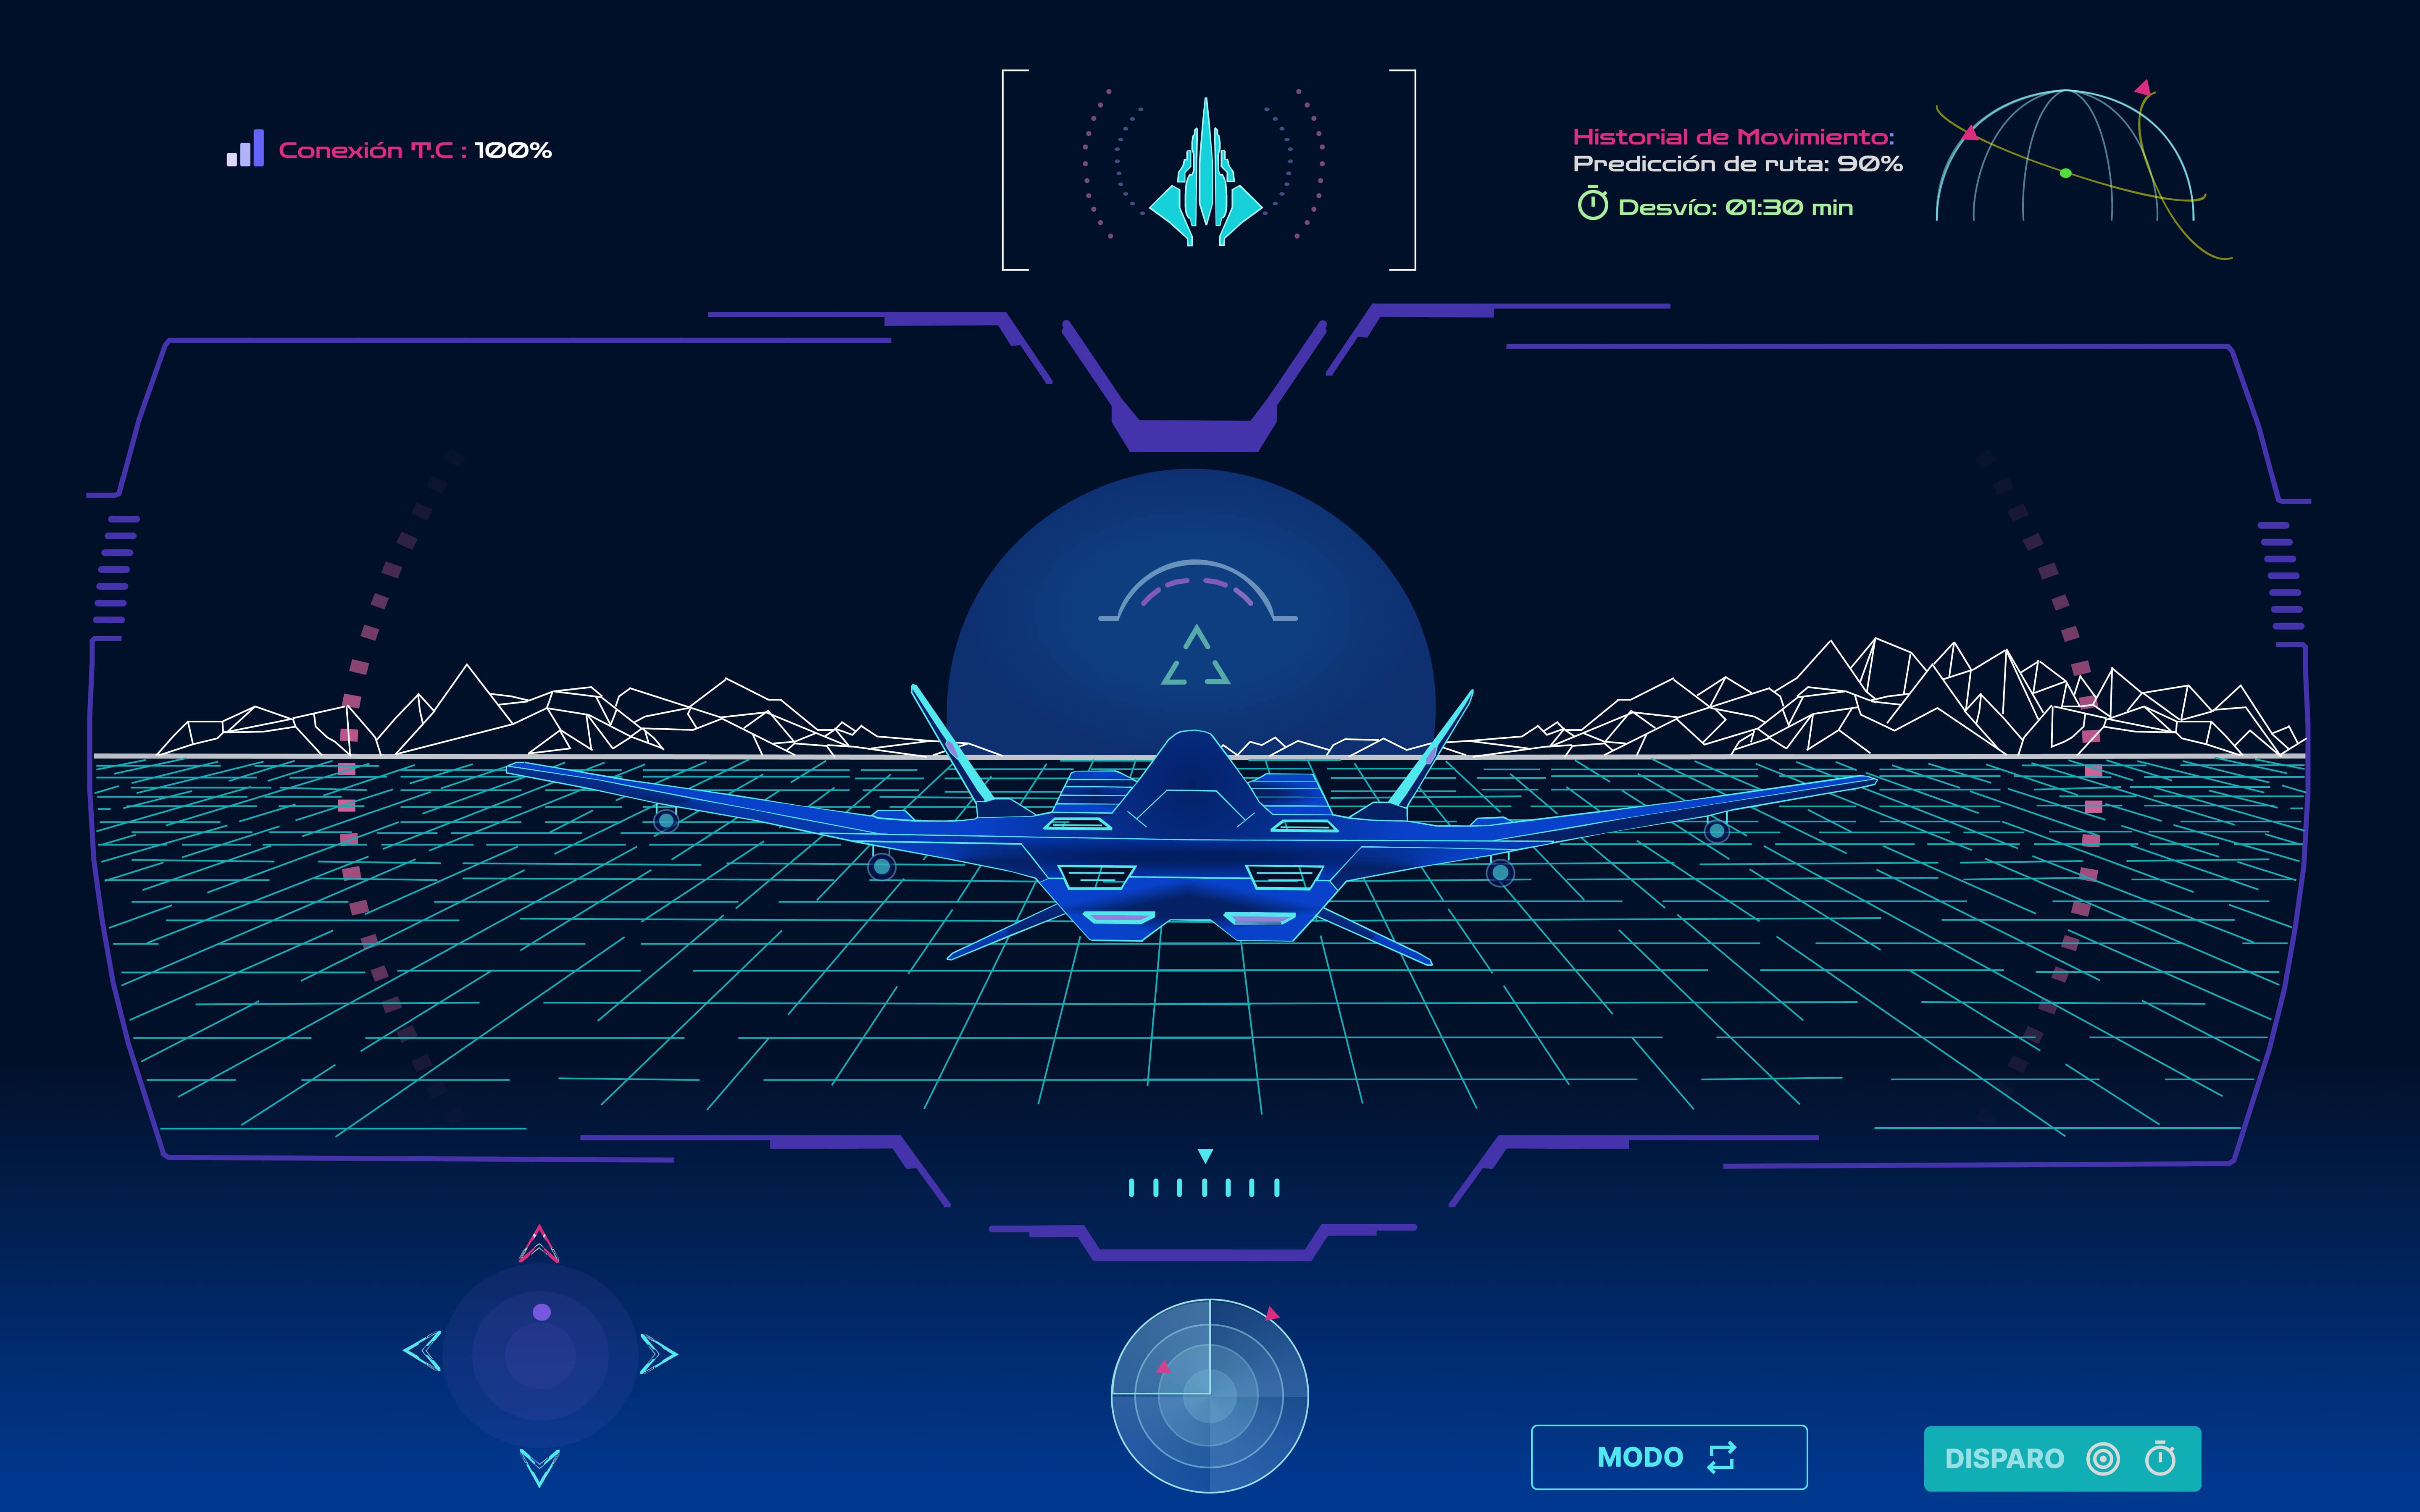 Conexión T.C : 100%
Historial de Movimiento:
Predicción de ruta: 90%
Desvío: 01:30 min
MODO
DISPARO